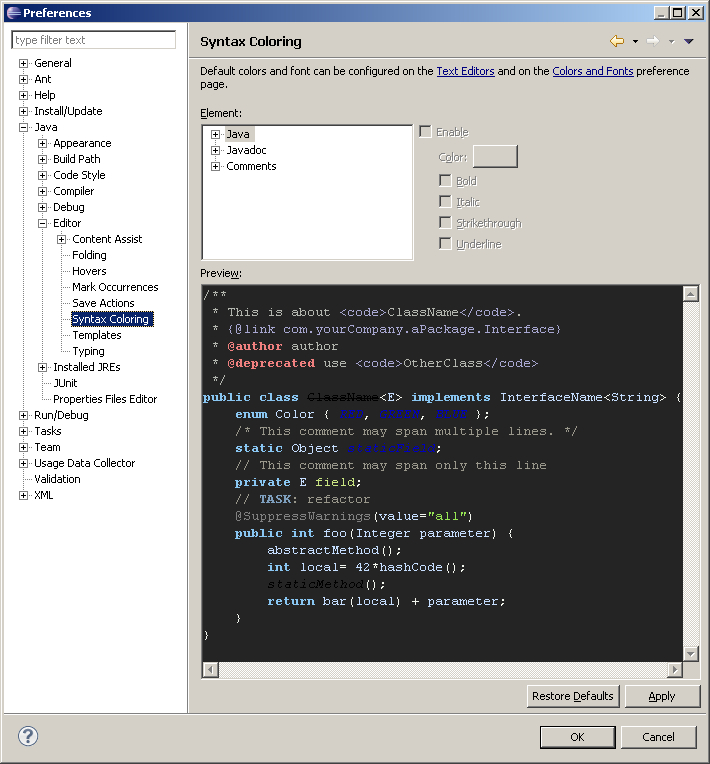 Preferences
type filter text
General
Ant
Help
Install/Update
Java
Appearance
Build Path
Code Style
Compiler
Debug
Editor
Content Assist
Folding
Hovers
Mark Occurrences
Save Actions
Syntax Coloring
Templates
Typing
Installed JREs
JUnit
Properties Files Editor
Run/Debug
Tasks
Team
Usage Data Collector
Validation
XML
Syntax Coloring
Default colors and font can be configured on the Text Editors and on the Colors and Fonts preference
page.
Element:
Java
Javadoc
Comments
Enable
Color:
Bold
Italic
Strikethrough
Underline
Preview:
/**
 * This is about <code>ClassName</code>.
 * {@link com.yourCompany.aPackage.Interface}
 * @author author
 * @deprecated use <code>OtherClass</code>
 */
public class ClassName<E> implements InterfaceName<String> {
    enum Color { RED, GREEN, BLUE };
    /* This comment may span multiple lines. */
    static Object staticField;
    // This comment may span only this line
    private E field;
    // TASK: refactor
    @SuppressWarnings(value="all")
    public int foo(Integer parameter) {
        abstractMethod();
        int local= 42*hashCode();
        staticMethod();
        return bar(local) + parameter;
    }
}
Restore Defaults
Apply
?
OK
Cancel